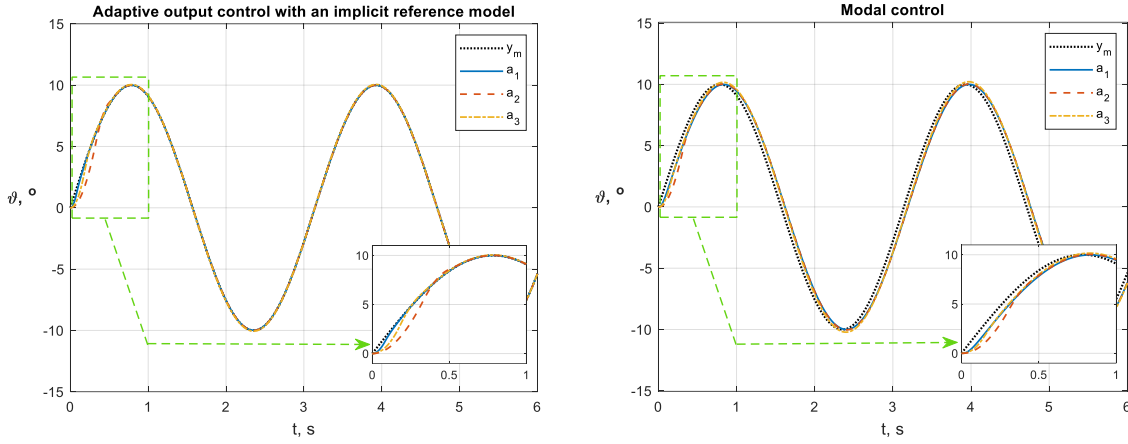 Adaptive output control with an implicit reference model
15
10
5
0
-5
-10
-15
ϑ, °
0 1 2 3 4 5 6
t, s
y_m
a_1
a_2
a_3
10
5
0
0 0.5 1
Modal control
15
10
5
0
-5
-10
-15
ϑ, °
0 1 2 3 4 5 6
t, s
y_m
a_1
a_2
a_3
10
5
0
0 0.5 1